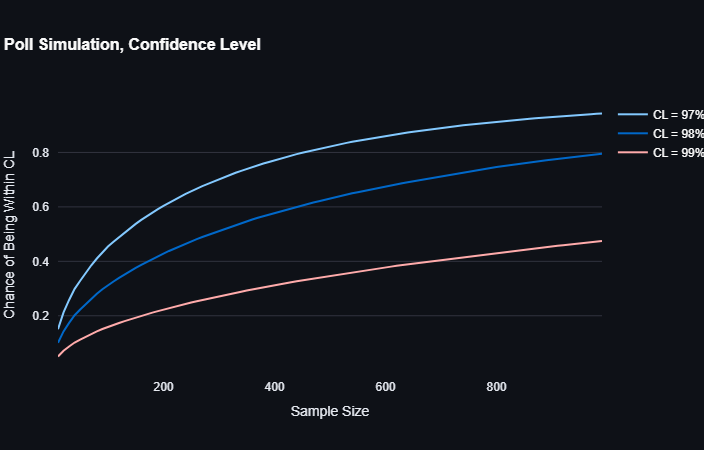 Poll Simulation, Confidence Level
CL = 97%
CL = 98%
CL = 99%
Chance of Being Within CL
0.8
0.6
0.4
0.2
200 400 600 800
Sample Size